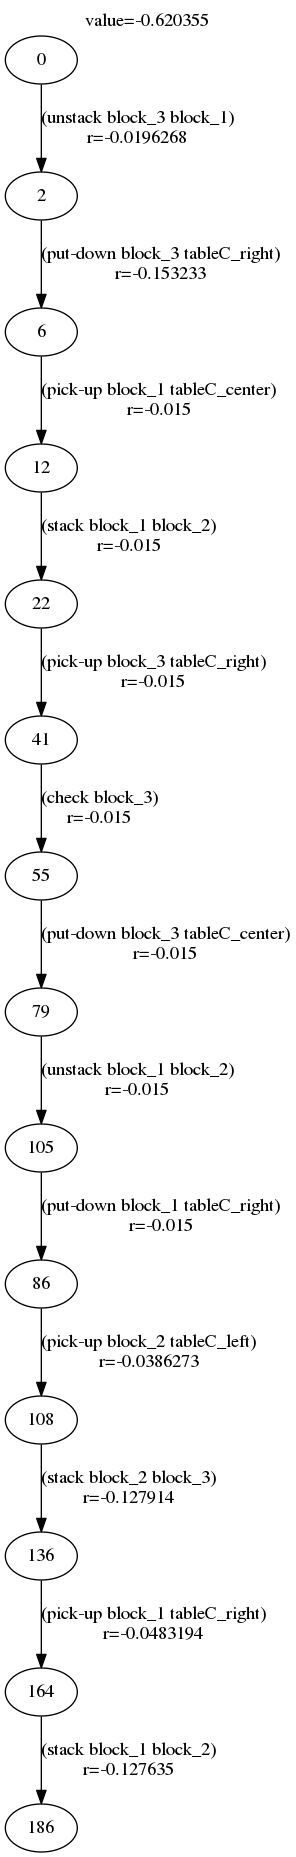 value=-0.620355
0
(unstack block_3 block_1)
r=-0.0196268
2
(put-down block_3 tableC_right)
r=-0.153233
6
(pick-up block_1 tableC_center)
r=-0.015
12
(stack block_1 block_2)
r=-0.015
22
(pick-up block_3 tableC_right)
r=-0.015
41
(check block_3)
r=-0.015
55
(put-down block_3 tableC_center)
r=-0.015
79
(unstack block_1 block_2)
r=-0.015
105
(put-down block_1 tableC_right)
r=-0.015
86
(pick-up block_2 tableC_left)
r=-0.0386273
108
(stack block_2 block_3)
r=-0.127914
136
(pick-up block_1 tableC_right)
r=-0.0483194
164
(stack block_1 block_2)
r=-0.127635
186